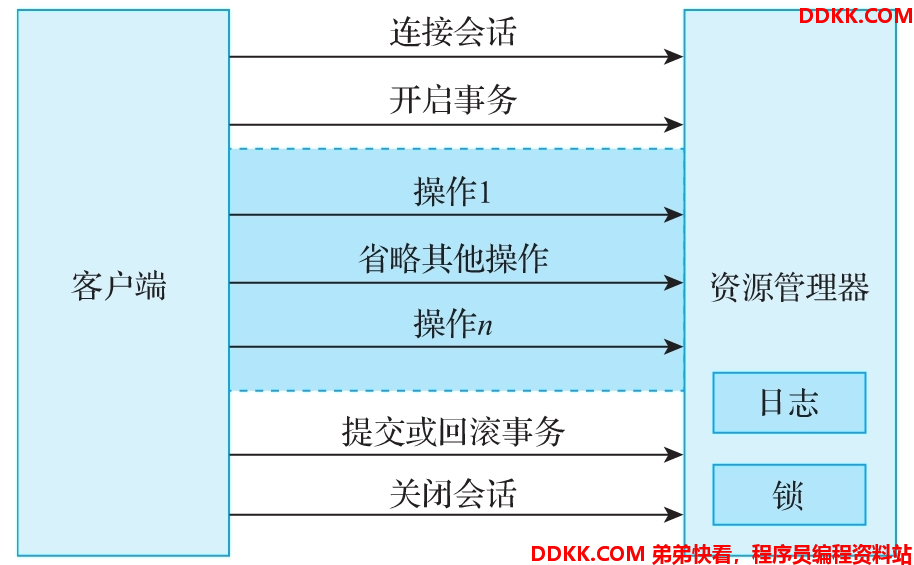 DDKK.COM
连接会话
开启事务
操作1
省略其他操作
客户端
资源管理器
操作n
日志
提交或回滚事务
关闭会话
锁
DDKK.COM 弟弟快看，程序员编程资料站